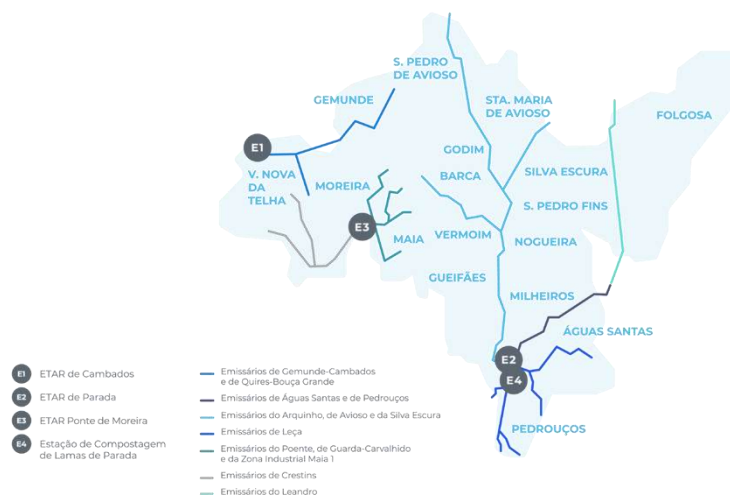 S. PEDRO
DE AVIOSO
GEMUNDE
STA. MARIA
DE AVIOSO
FOLGOSA
E1
GODIM
V. NOVA
DA
TELHA
MOREIRA
BARCA
SILVA ESCURA
S. PEDRO FINS
E3
MAIA
VERMOIM
NOGUEIRA
GUEIFÃES
MILHEIROS
ÁGUAS SANTAS
E2
E4
PEDROUÇOS
E1 ETAR de Cambados
E2 ETAR de Parada
E3 ETAR Ponte de Moreira
E4 Estação de Compostagem
de Lamas de Parada
Emissários de Gemunde-Cambados
e de Quires-Bouça Grande
Emissários de Águas Santas e de Pedrouços
Emissários do Arquinho, de Avioso e da Silva Escura
Emissários de Leça
Emissários do Poente, de Guarda-Carvalhido
e da Zona Industrial Maia 1
Emissários de Crestins
Emissários do Leandro